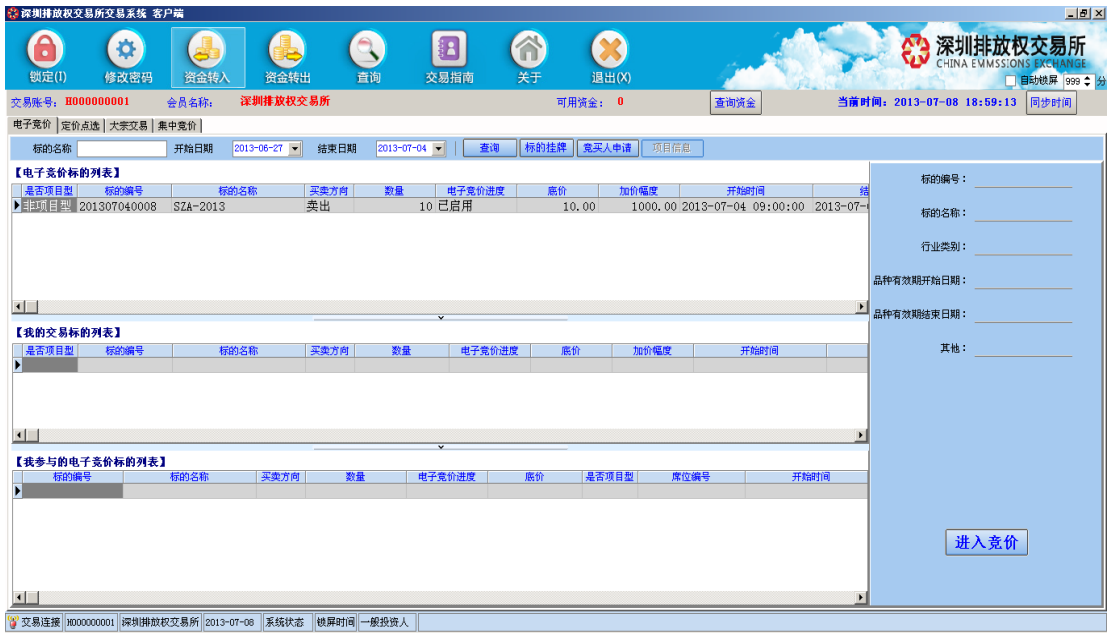 深圳排放权交易所交易系统 客户端
锁定(I) 修改密码 资金转入 资金转出 查询 交易指南 关于 退出(X)
深圳排放权交易所
CHINA EMMSSIONS EXCHANGE
自动锁屏 999 分
交易账号: H000000001 会员名称: 深圳排放权交易所 可用资金: 0 查询资金 当前时间: 2013-07-08 18:59:13 同步时间
电子竞价 定价点选 大宗交易 集中竞价
标的名称 开始日期 2013-06-27 结束日期 2013-07-04 查询 标的挂牌 竞买人申请 项目信息
【电子竞价标的列表】
是否项目型 标的编号 标的名称 买卖方向 数量 电子竞价进度 底价 加价幅度 开始时间 结
非项目型 201307040008 SZA-2013 卖出 10 已启用 10.00 1000.00 2013-07-04 09:00:00 2013-07-
【我的交易标的列表】
是否项目型 标的编号 标的名称 买卖方向 数量 电子竞价进度 底价 加价幅度 开始时间
【我参与的电子竞价标的列表】
标的编号 标的名称 买卖方向 数量 电子竞价进度 底价 是否项目型 席位编号 开始时间
标的编号:
标的名称:
行业类别:
品种有效期开始日期:
品种有效期结束日期:
其他:
进入竞价
交易连接 H000000001 深圳排放权交易所 2013-07-08 系统状态 锁屏时间 一般投资人